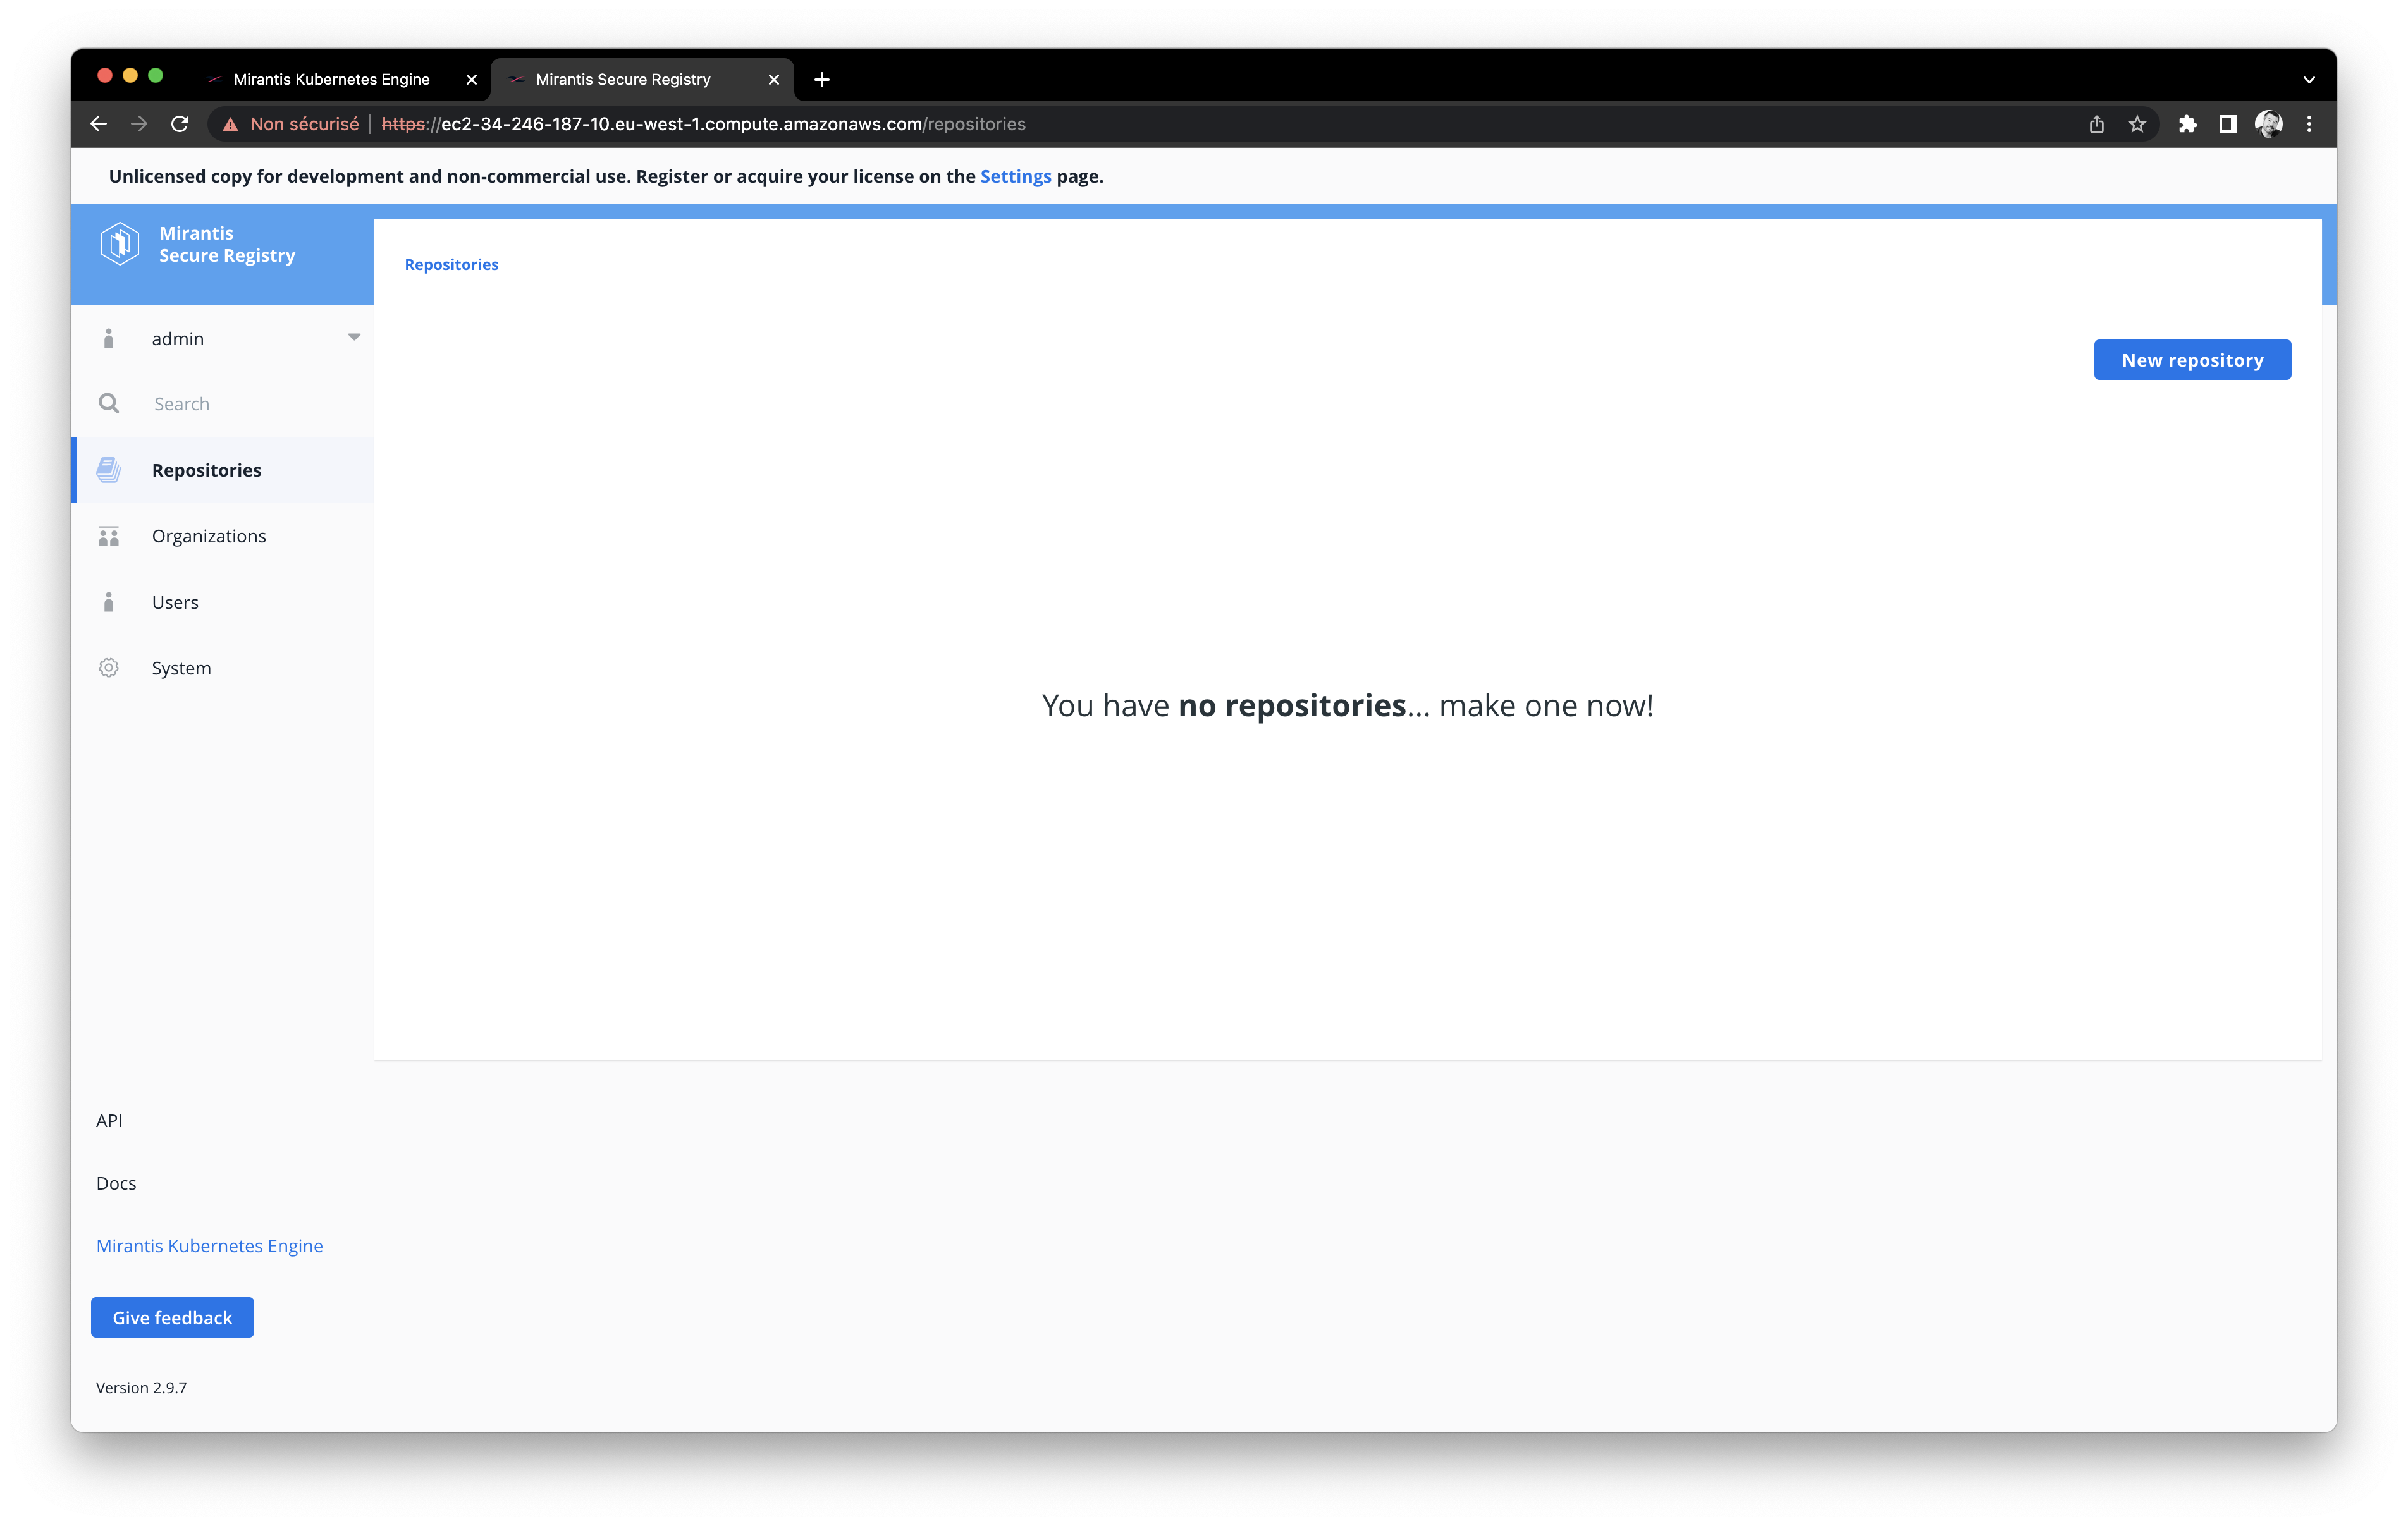 Mirantis Kubernetes Engine
Mirantis Secure Registry
Non sécurisé
https://ec2-34-246-187-10.eu-west-1.compute.amazonaws.com/repositories
Unlicensed copy for development and non-commercial use. Register or acquire your license on the Settings page.
Mirantis
Secure Registry
Repositories
admin
New repository
Search
Repositories
Organizations
Users
System
You have no repositories... make one now!
API
Docs
Mirantis Kubernetes Engine
Give feedback
Version 2.9.7